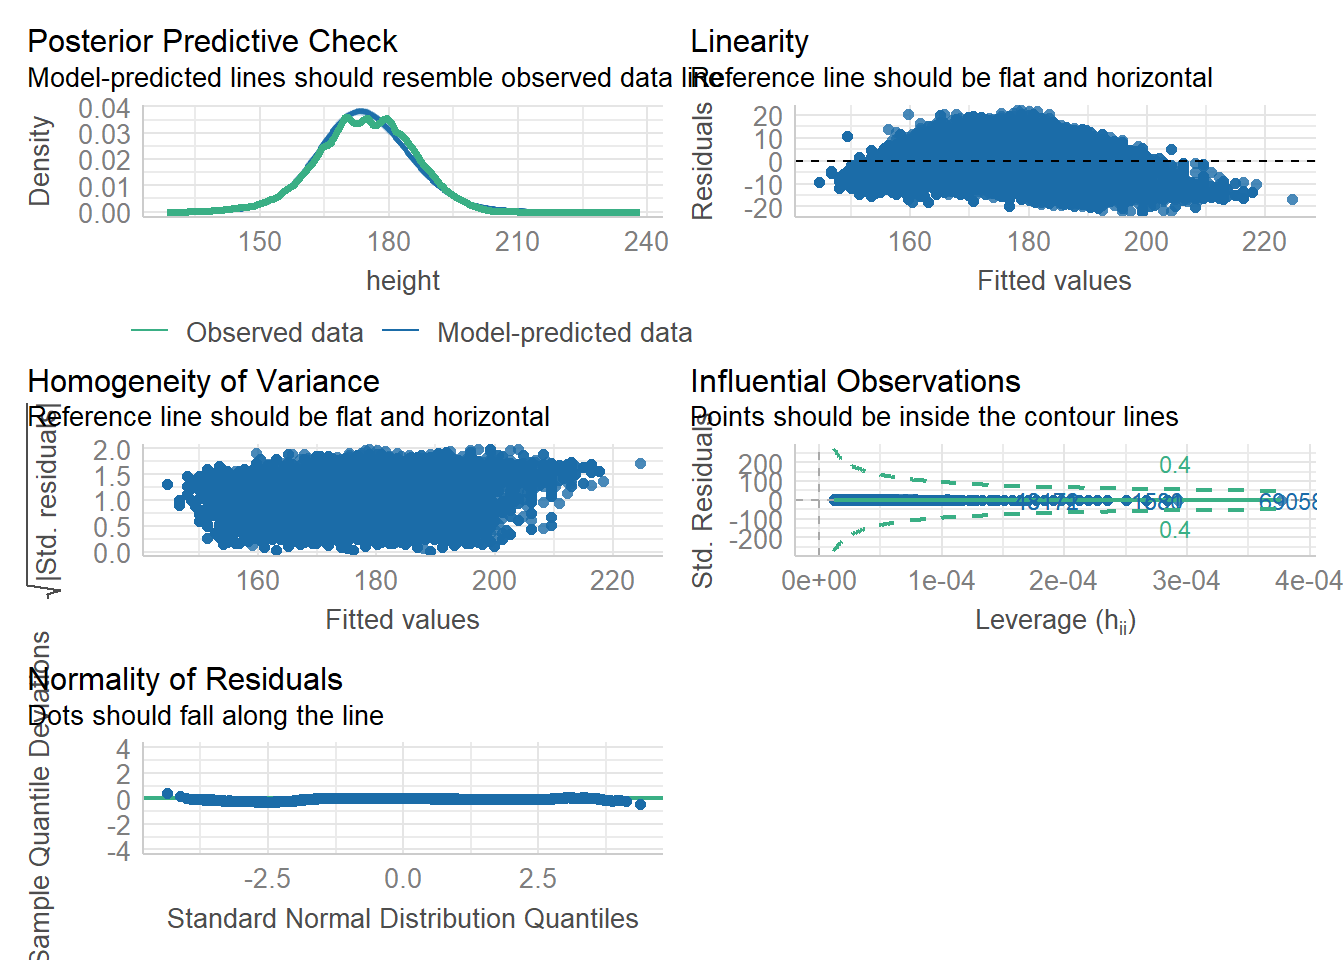 Posterior Predictive Check
Model-predicted lines should resemble observed data line
Density
0.04
0.03
0.02
0.01
0.00
150
180
210
240
height
Observed data
Model-predicted data
Linearity
Reference line should be flat and horizontal
Residuals
20
10
0
-10
-20
160
180
200
220
Fitted values
Homogeneity of Variance
Reference line should be flat and horizontal
√|Std. residuals|
2.0
1.5
1.0
0.5
0.0
160
180
200
220
Fitted values
Influential Observations
Points should be inside the contour lines
Std. Residuals
200
100
0
-100
-200
0.4
0.4
0e+00
1e-04
2e-04
3e-04
4e-04
Leverage (hii)
Normality of Residuals
Dots should fall along the line
Sample Quantile Deviations
4
2
0
-2
-4
-2.5
0.0
2.5
Standard Normal Distribution Quantiles